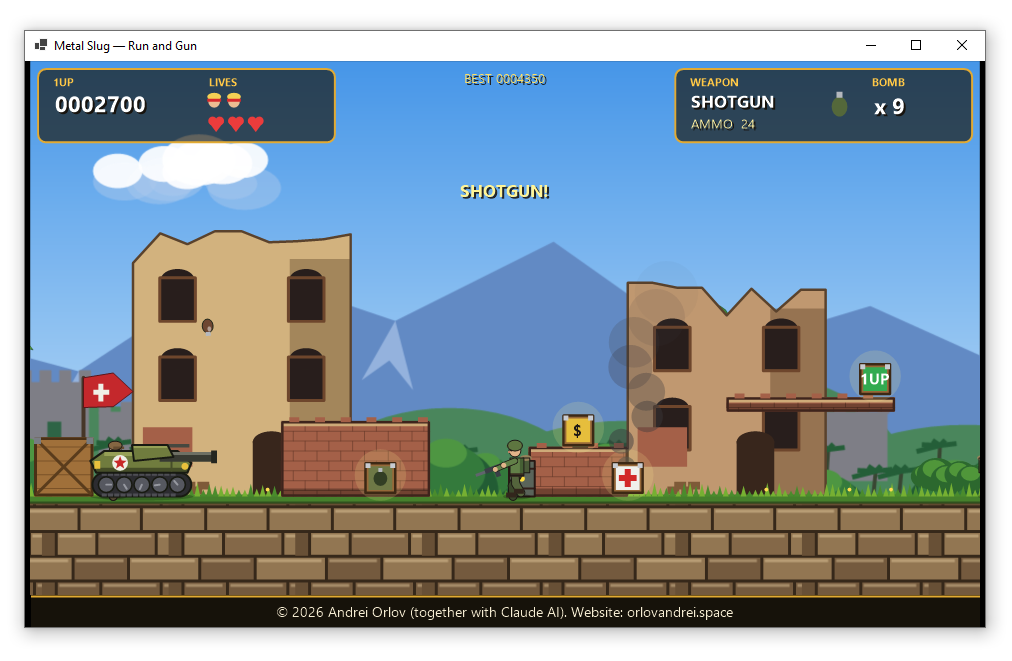 Metal Slug — Run and Gun
1UP
LIVES
0002700
BEST 0004350
WEAPON
BOMB
SHOTGUN
x 9
AMMO 24
SHOTGUN!
1UP
$
© 2026 Andrei Orlov (together with Claude AI). Website: orlovandrei.space